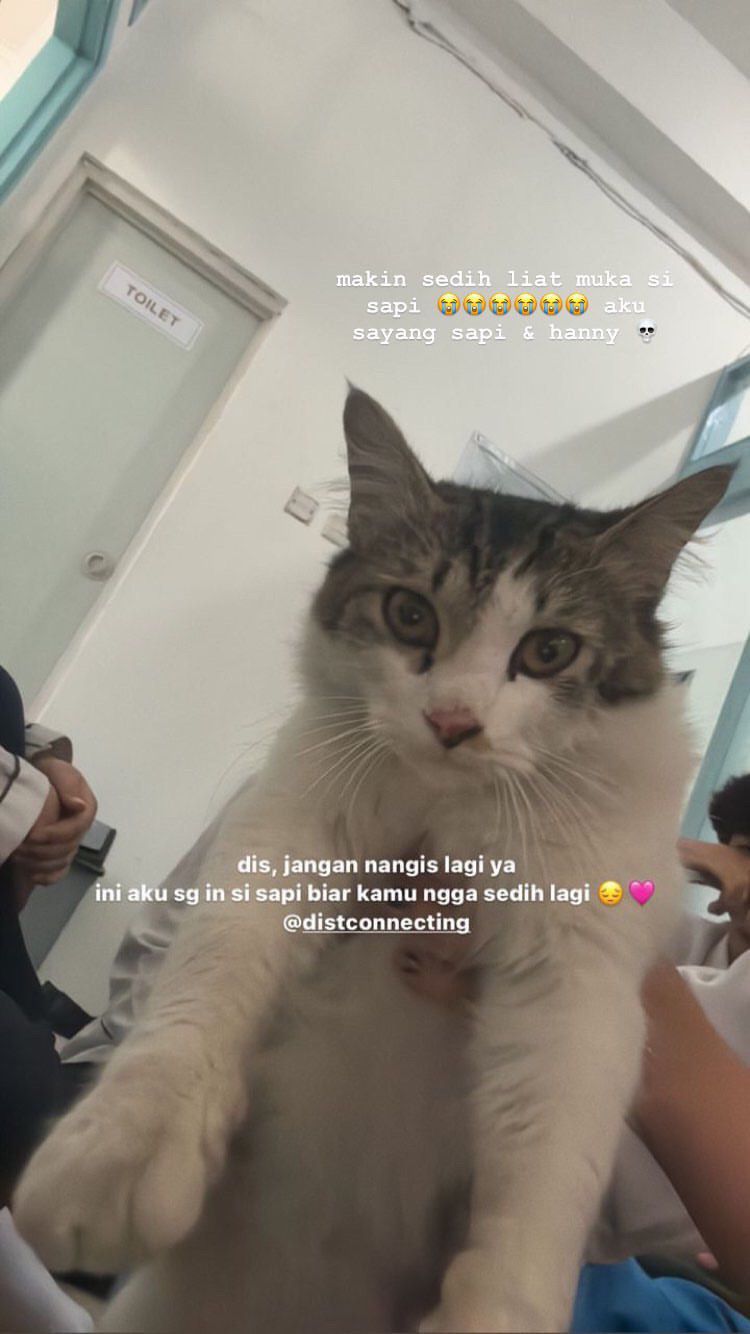 makin sedih liat muka si
sapi 😭😭😭😭😭😭 aku
sayang sapi & hanny 💀
TOILET
dis, jangan nangis lagi ya
ini aku sg in si sapi biar kamu ngga sedih lagi 😔💗
@distconnecting